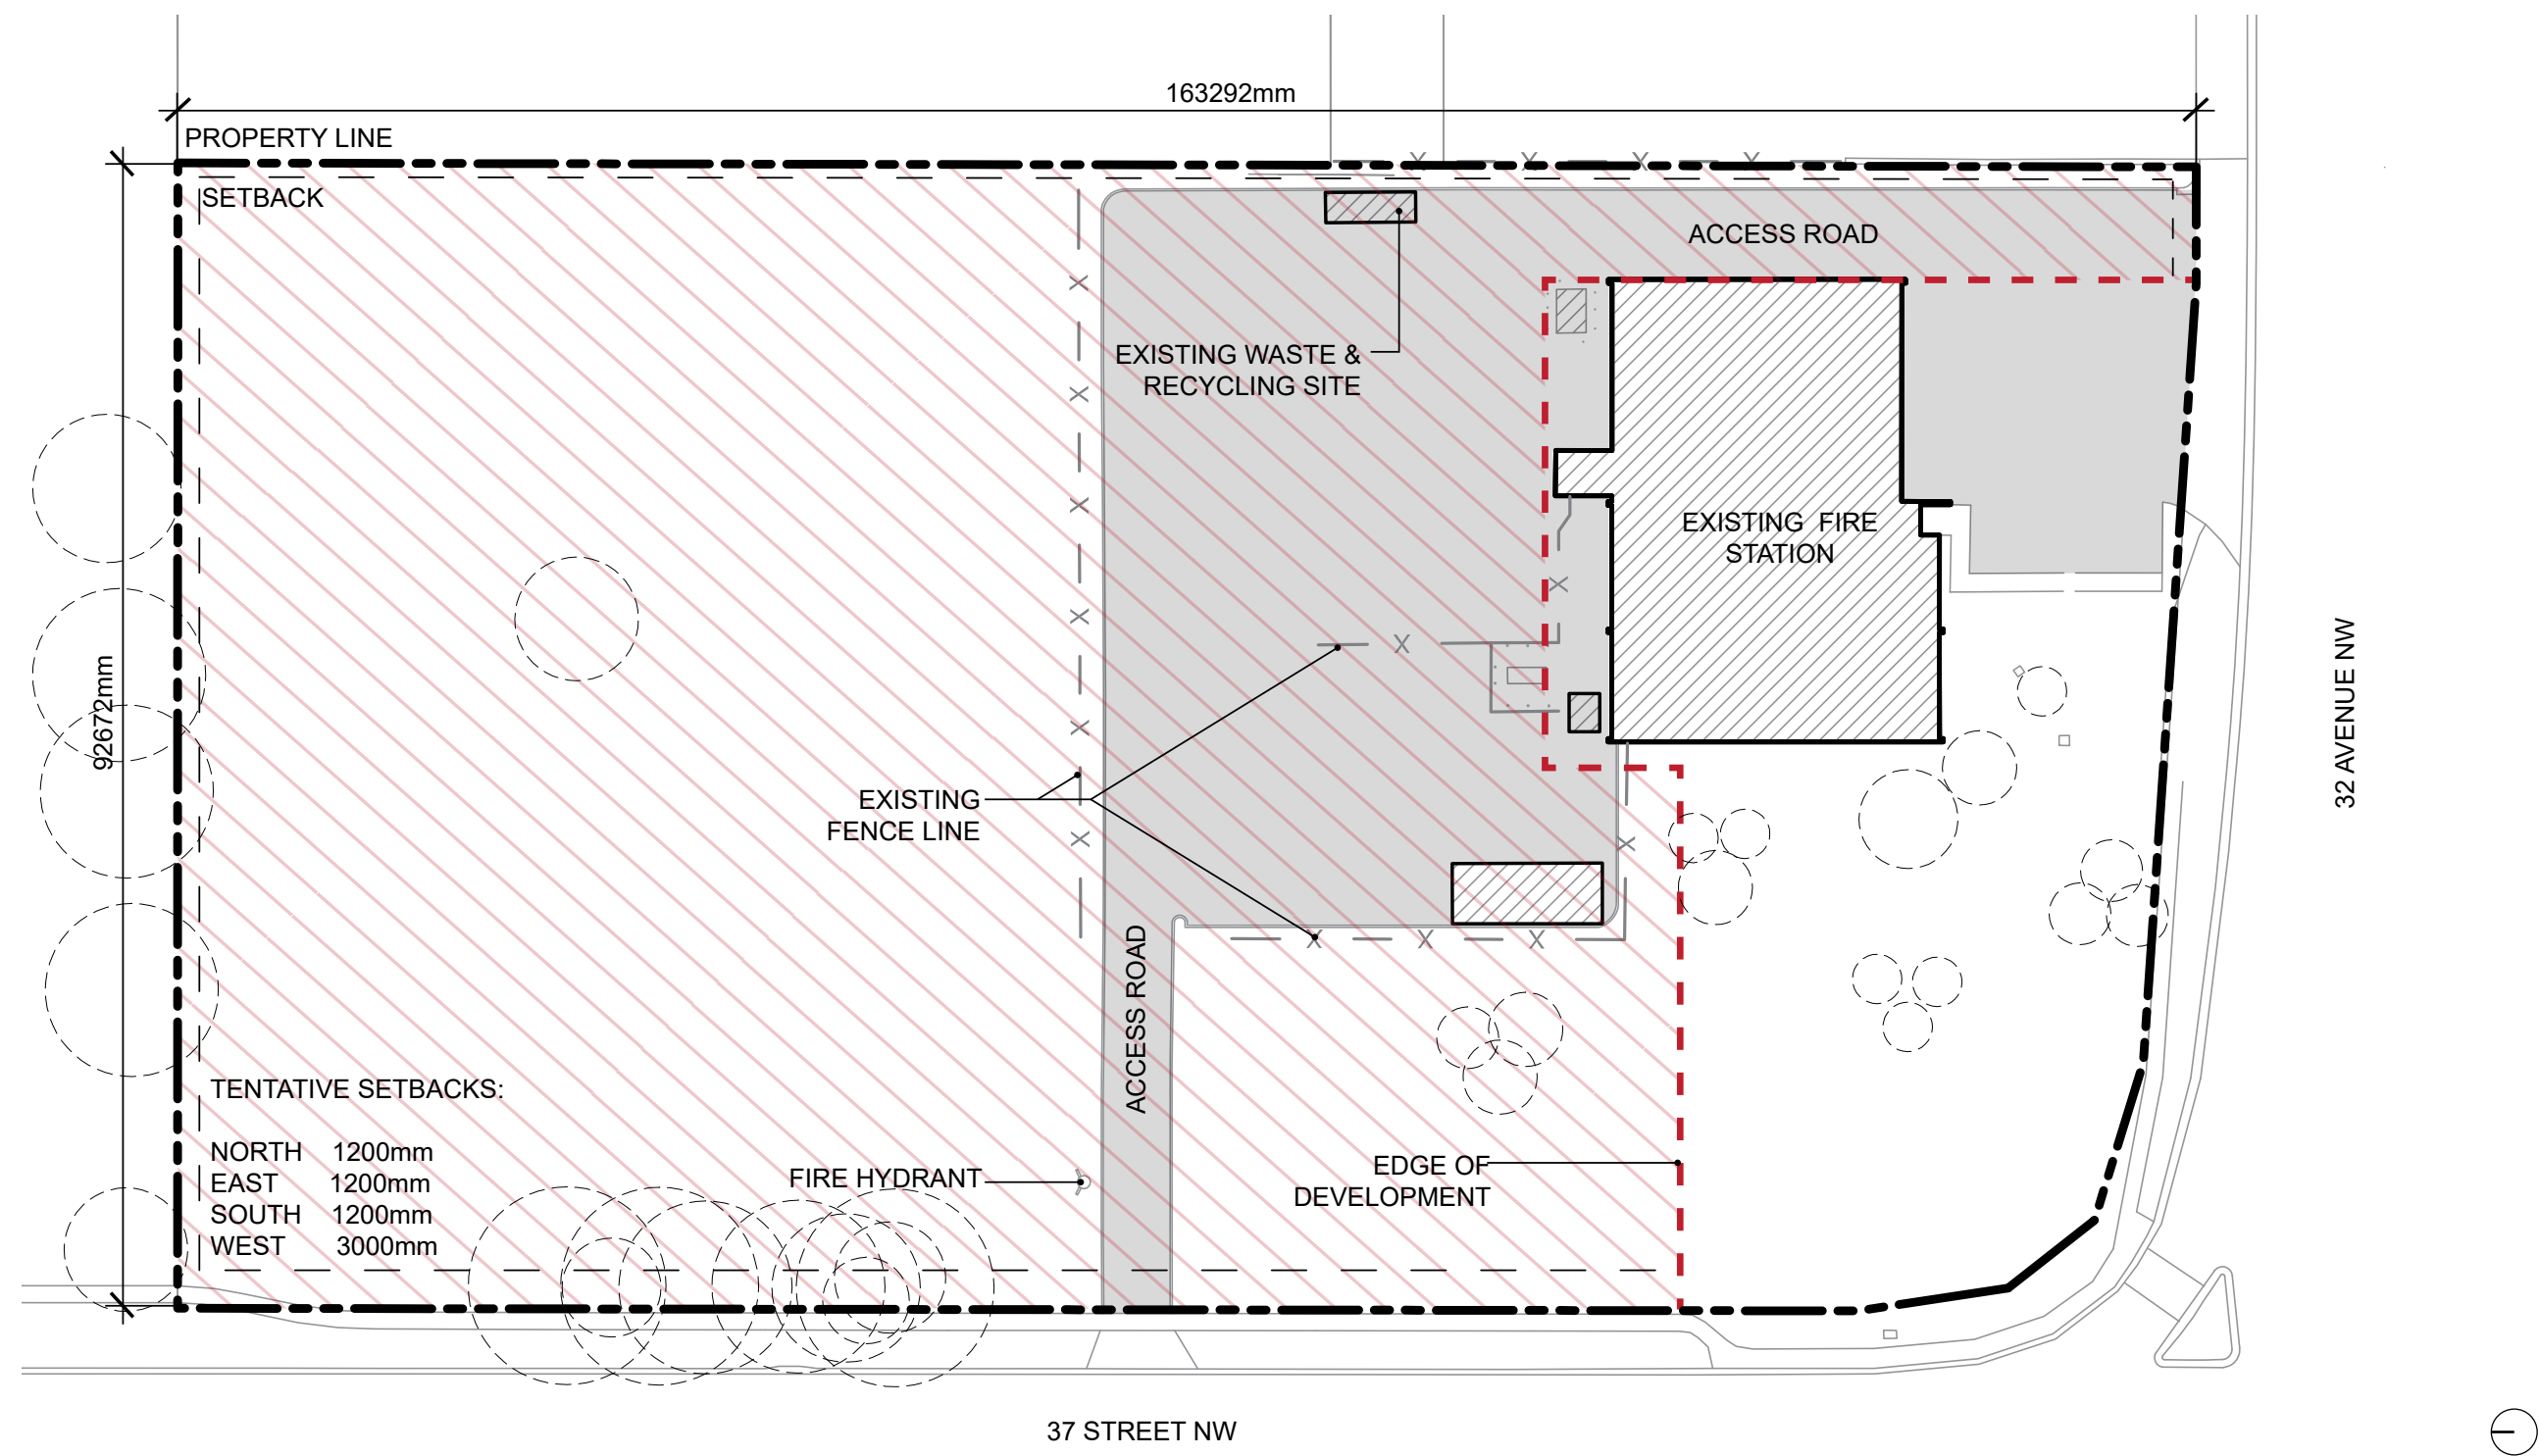 163292mm
PROPERTY LINE
SETBACK
ACCESS ROAD
EXISTING WASTE &
RECYCLING SITE
EXISTING FIRE
STATION
92672mm
32 AVENUE NW
EXISTING
FENCE LINE
ACCESS ROAD
TENTATIVE SETBACKS:
NORTH 1200mm
EAST 1200mm
SOUTH 1200mm
WEST 3000mm
FIRE HYDRANT
EDGE OF
DEVELOPMENT
37 STREET NW